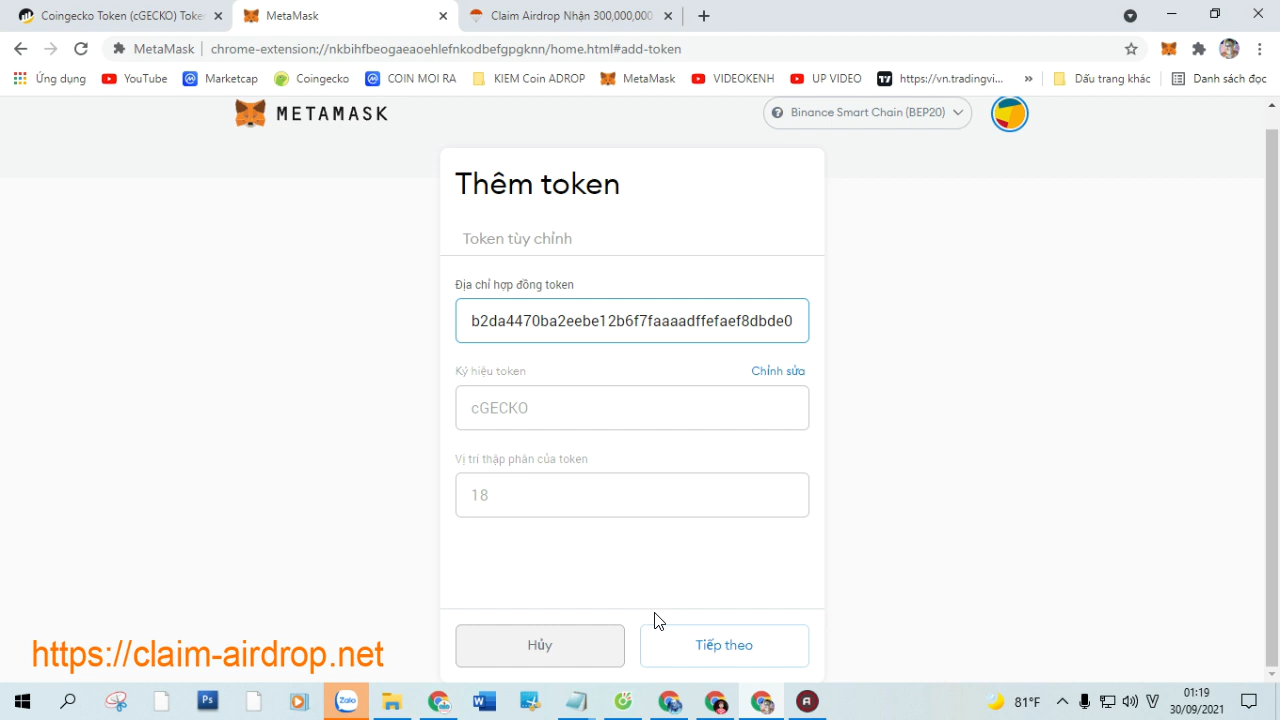 Coingecko Token (cGECKO) Toke
MetaMask
Claim Airdrop Nhận 300,000,000
MetaMask
chrome-extension://nkbihfbeogaeaoehlefnkodbefgpgknn/home.html#add-token
Ứng dụng
YouTube
Marketcap
Coingecko
COIN MOI RA
KIEM Coin ADROP
MetaMask
VIDEOKENH
UP VIDEO
https://vn.tradingvi...
»
Dấu trang khác
Danh sách đọc
METAMASK
Binance Smart Chain (BEP20)
Thêm token
Token tùy chỉnh
Địa chỉ hợp đồng token
b2da4470ba2eebe12b6f7faaaadffefaef8dbde0
Ký hiệu token
Chỉnh sửa
cGECKO
Vị trí thập phân của token
18
Hủy
Tiếp theo
https://claim-airdrop.net
Ps
Zalo
81°F
01:19
30/09/2021